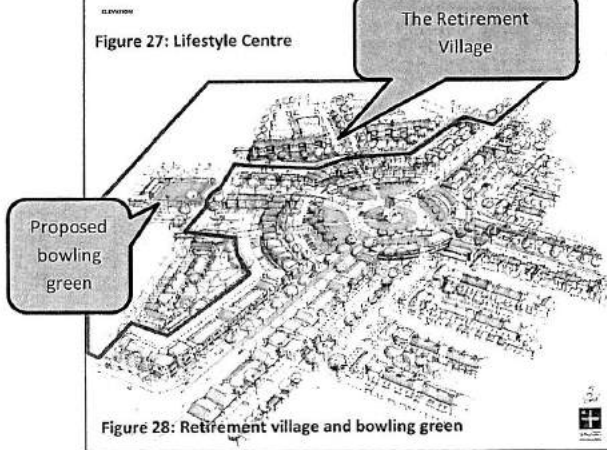 ELEVATION
Figure 27: Lifestyle Centre
The Retirement
Village
Proposed
bowling
green
Figure 28: Retirement village and bowling green